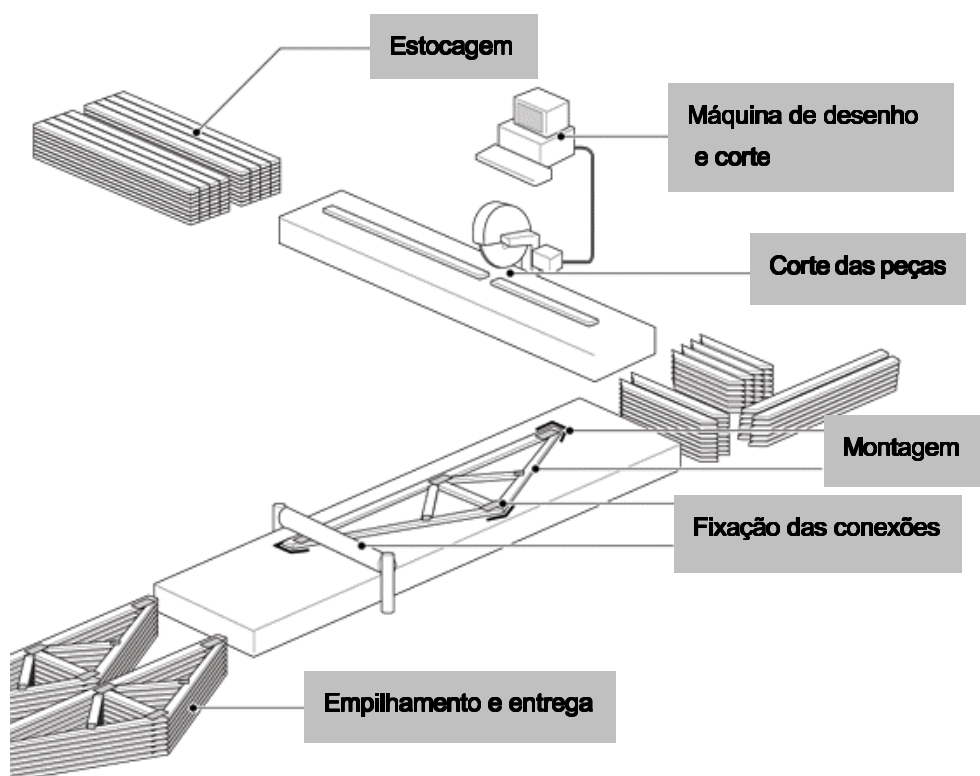 Estocagem
Máquina de desenho
e corte
Corte das peças
Montagem
Fixação das conexões
Empilhamento e entrega